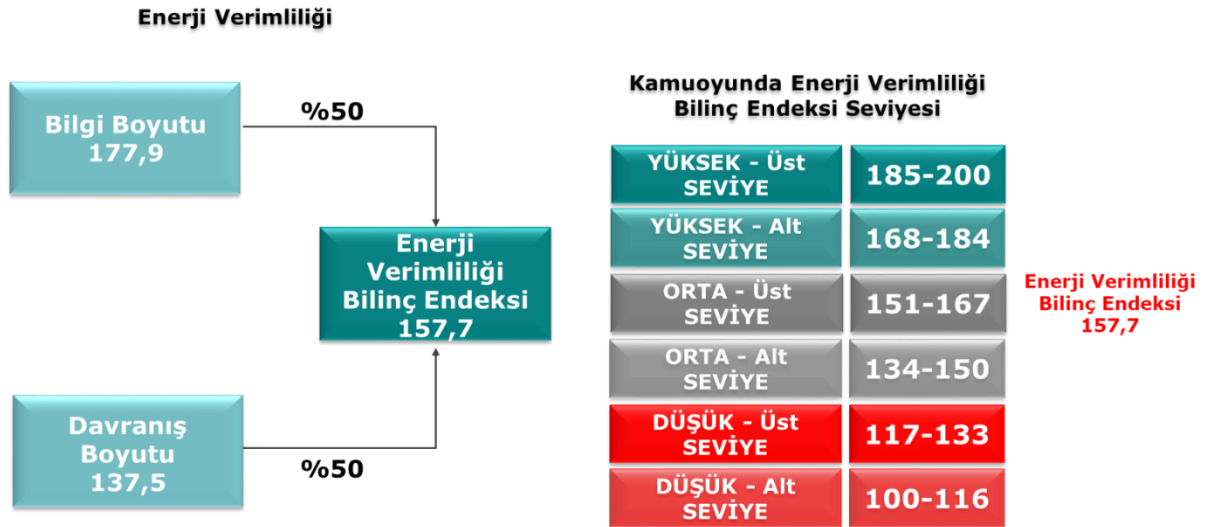 Enerji Verimliliği
Bilgi Boyutu
177,9
%50
Enerji
Verimliliği
Bilinç Endeksi
157,7
Davranış
Boyutu
137,5
%50
Kamuoyunda Enerji Verimliliği
Bilinç Endeksi Seviyesi
YÜKSEK - Üst
SEVİYE
185-200
YÜKSEK - Alt
SEVİYE
168-184
ORTA - Üst
SEVİYE
151-167
ORTA - Alt
SEVİYE
134-150
DÜŞÜK - Üst
SEVİYE
117-133
DÜŞÜK - Alt
SEVİYE
100-116
Enerji Verimliliği
Bilinç Endeksi
157,7